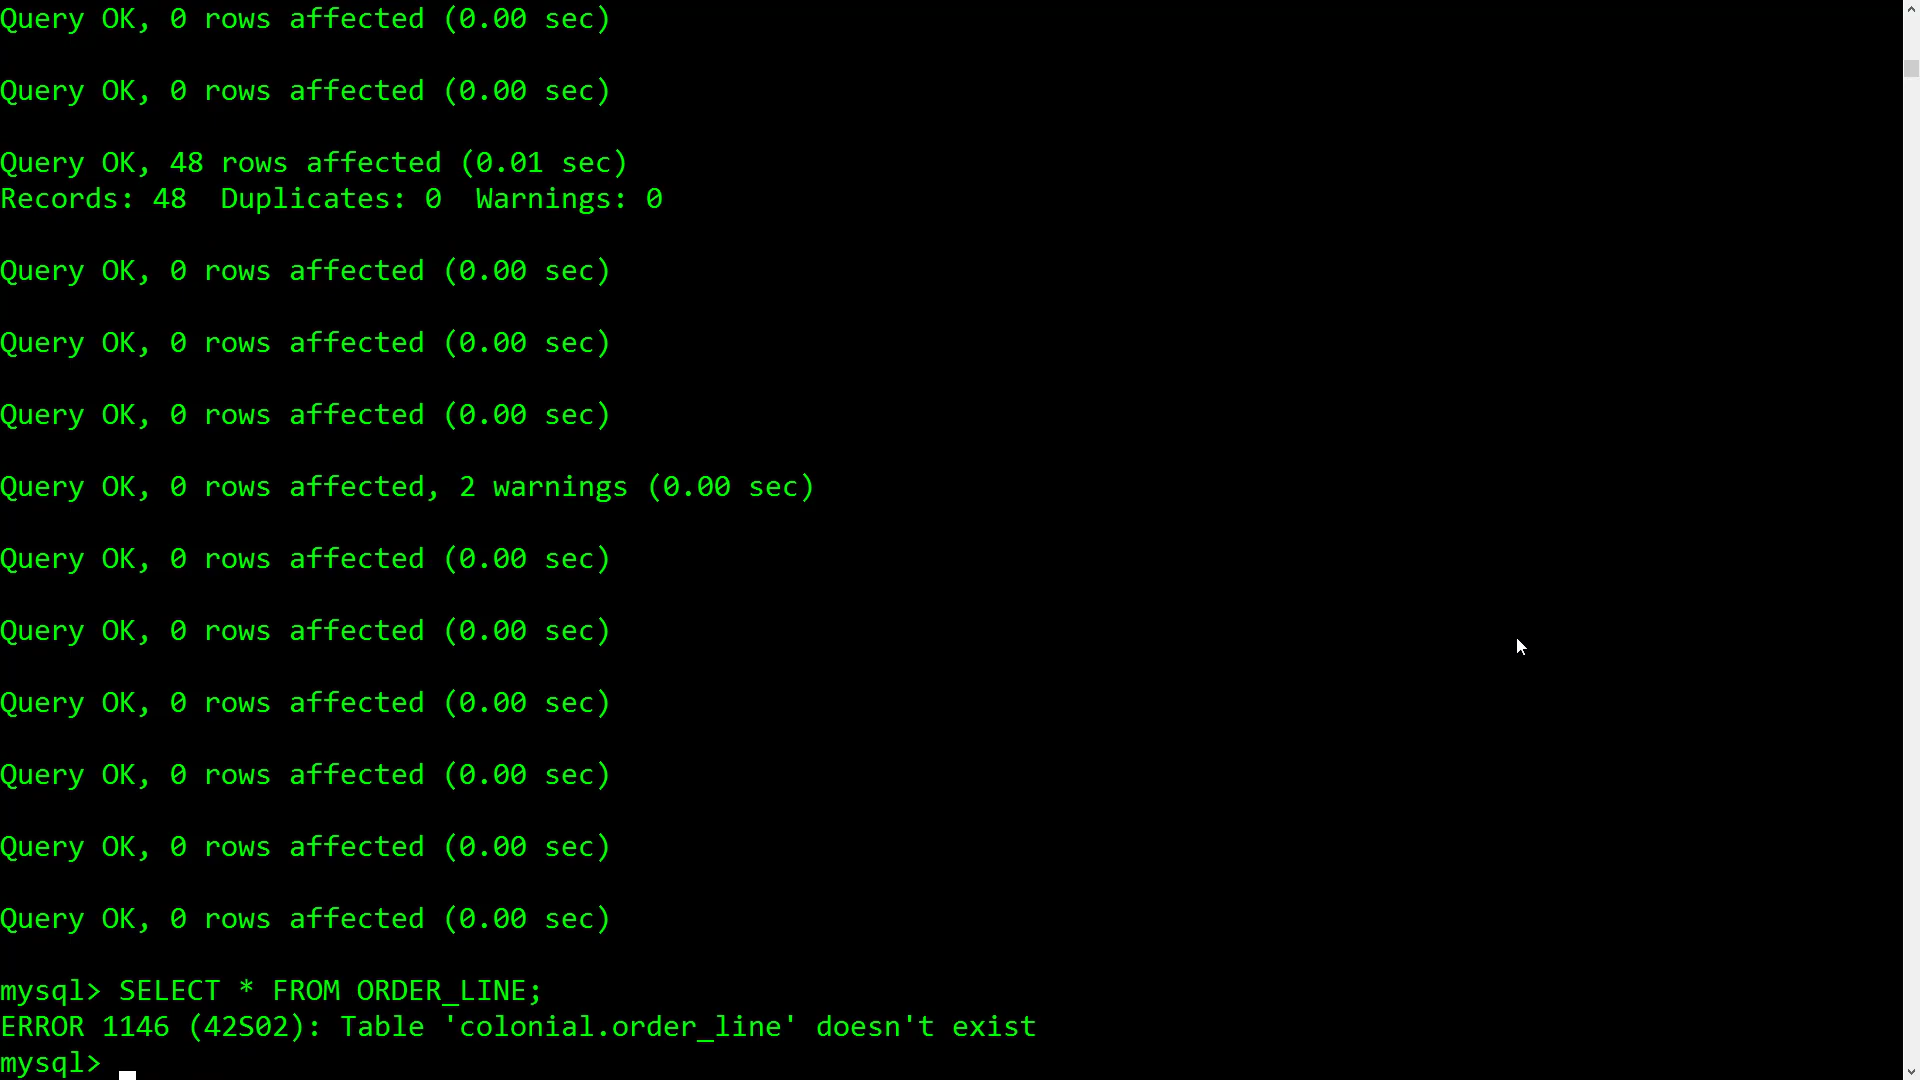 Query OK, 0 rows affected (0.00 sec)
Query OK, 0 rows affected (0.00 sec)
Query OK, 48 rows affected (0.01 sec)
Records: 48  Duplicates: 0  Warnings: 0
Query OK, 0 rows affected (0.00 sec)
Query OK, 0 rows affected (0.00 sec)
Query OK, 0 rows affected (0.00 sec)
Query OK, 0 rows affected, 2 warnings (0.00 sec)
Query OK, 0 rows affected (0.00 sec)
Query OK, 0 rows affected (0.00 sec)
Query OK, 0 rows affected (0.00 sec)
Query OK, 0 rows affected (0.00 sec)
Query OK, 0 rows affected (0.00 sec)
Query OK, 0 rows affected (0.00 sec)
mysql> SELECT * FROM ORDER_LINE;
ERROR 1146 (42S02): Table 'colonial.order_line' doesn't exist
mysql>